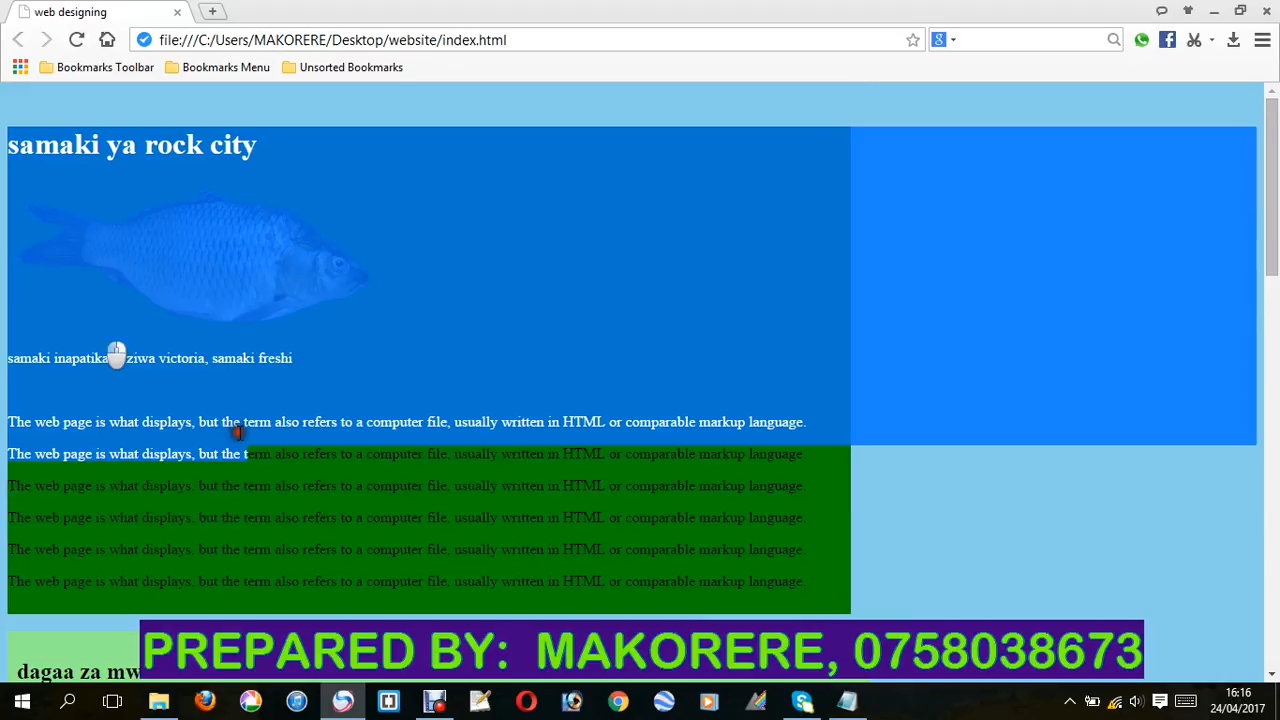 web designing
file:///C:/Users/MAKORERE/Desktop/website/index.html
Bookmarks Toolbar
Bookmarks Menu
Unsorted Bookmarks
samaki ya rock city
samaki inapatika ziwa victoria, samaki freshi
The web page is what displays, but the term also refers to a computer file, usually written in HTML or comparable markup language.
The web page is what displays, but the term also refers to a computer file, usually written in HTML or comparable markup language.
The web page is what displays, but the term also refers to a computer file, usually written in HTML or comparable markup language.
The web page is what displays, but the term also refers to a computer file, usually written in HTML or comparable markup language.
The web page is what displays, but the term also refers to a computer file, usually written in HTML or comparable markup language.
The web page is what displays, but the term also refers to a computer file, usually written in HTML or comparable markup language.
dagaa za mw
PREPARED BY: MAKORERE, 0758038673
16:16
24/04/2017